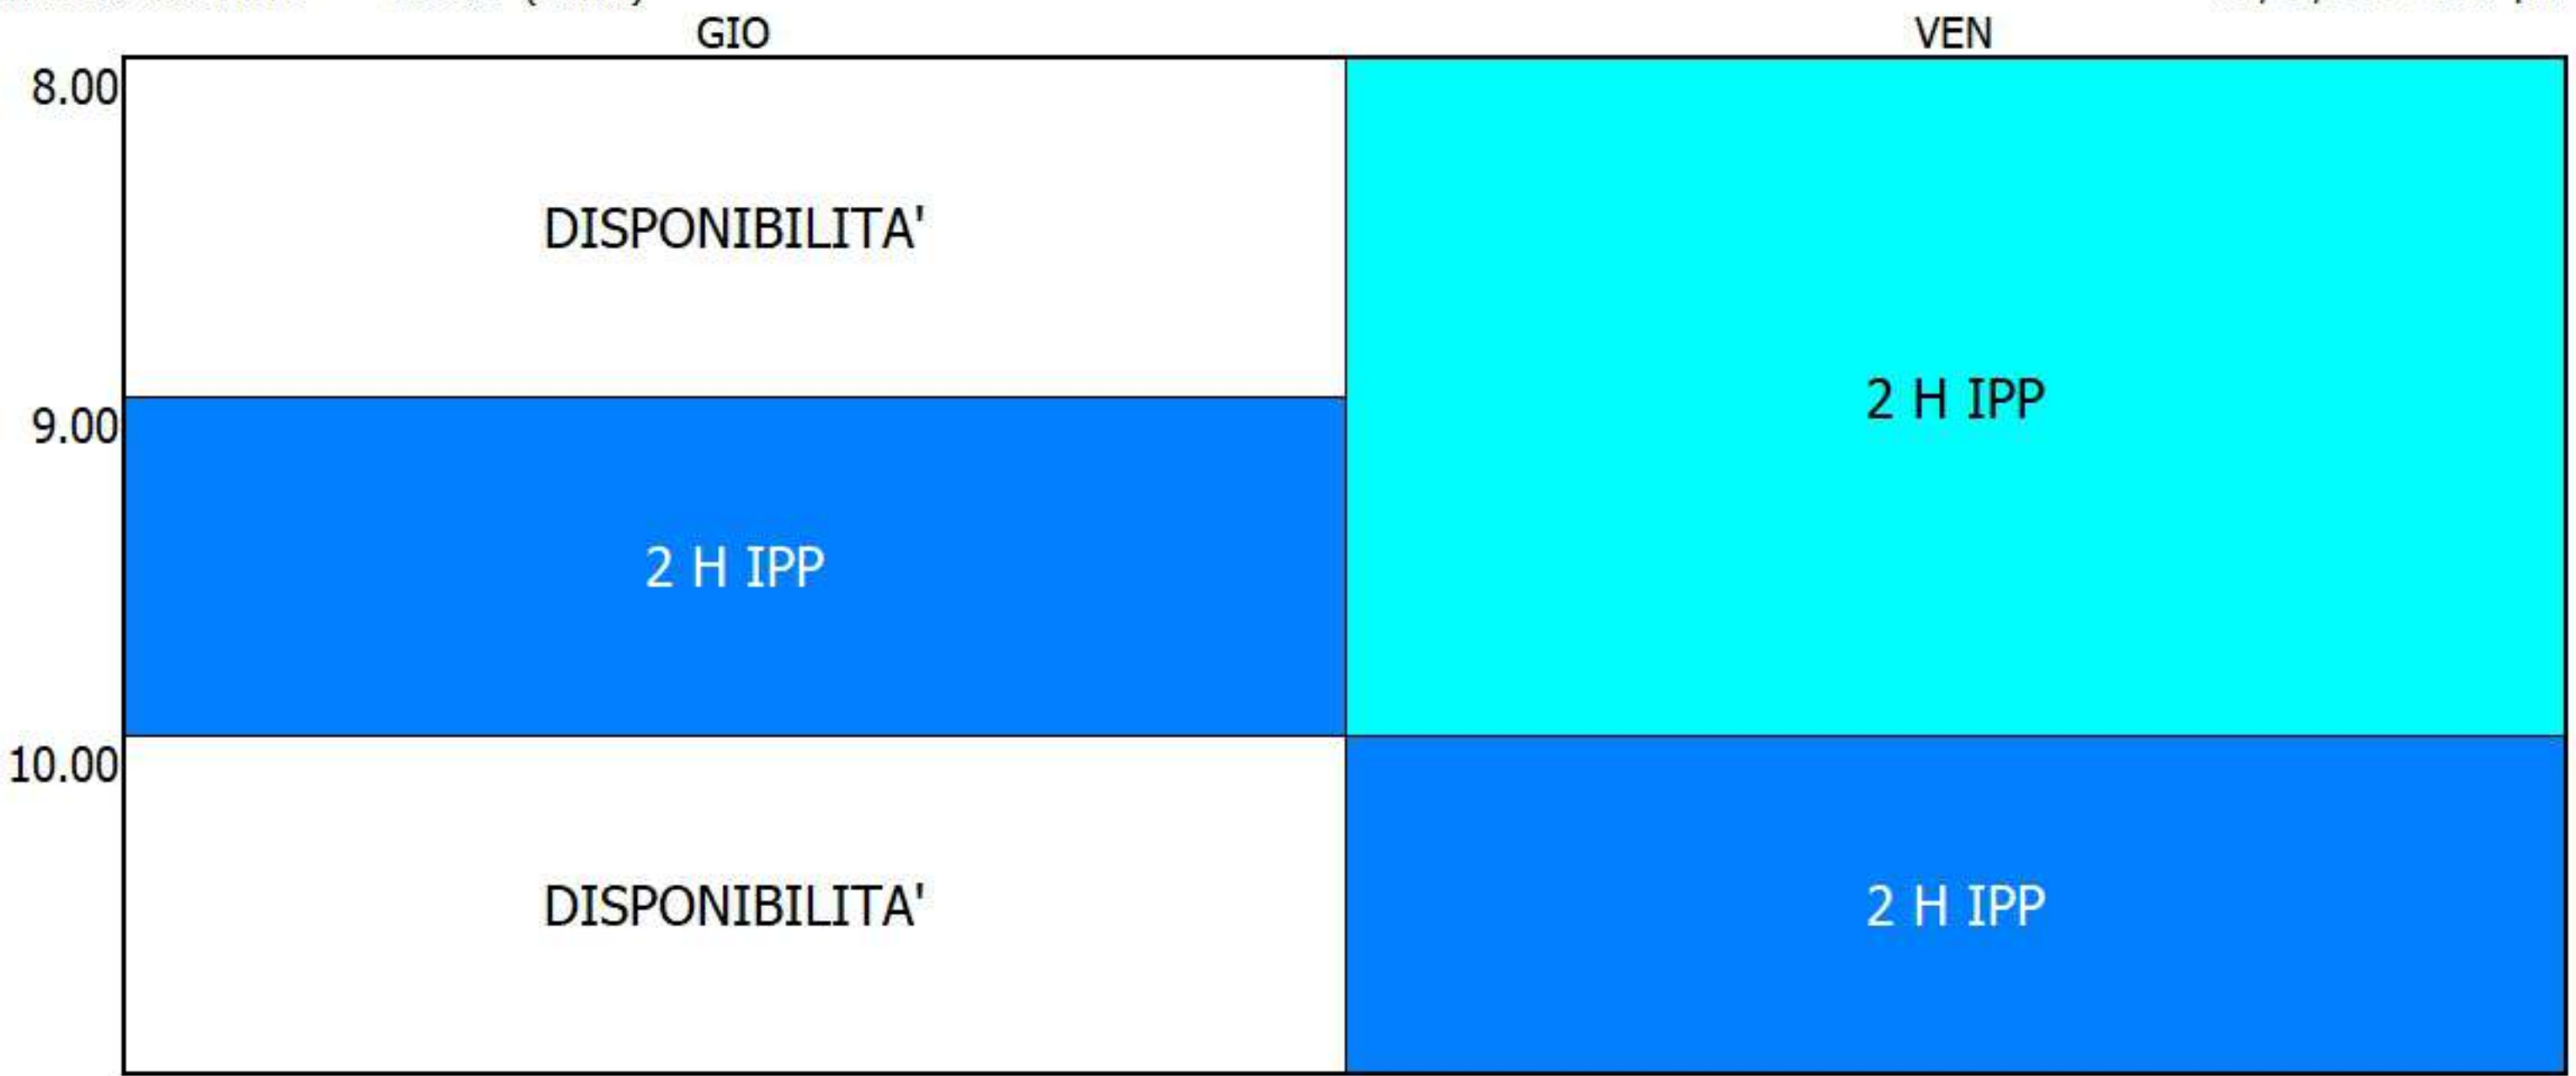 GIO VEN
8.00
DISPONIBILITA'
2 H IPP
9.00
2 H IPP
10.00
DISPONIBILITA' 2 H IPP